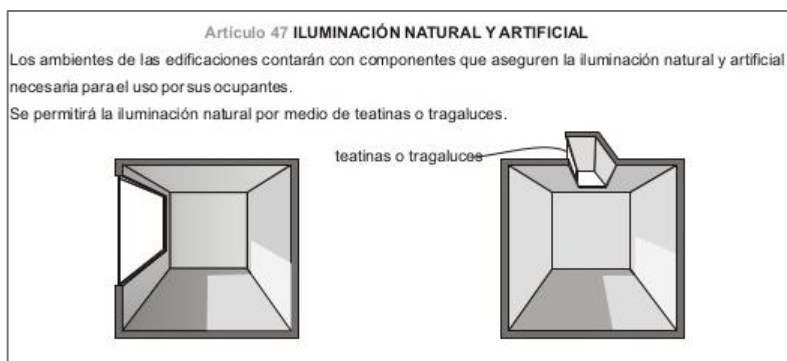 Artículo 47 ILUMINACIÓN NATURAL Y ARTIFICIAL
Los ambientes de las edificaciones contarán con componentes que aseguren la iluminación natural y artificial
necesaria para el uso por sus ocupantes.
Se permitirá la iluminación natural por medio de teatinas o tragaluces.
teatinas o tragaluces